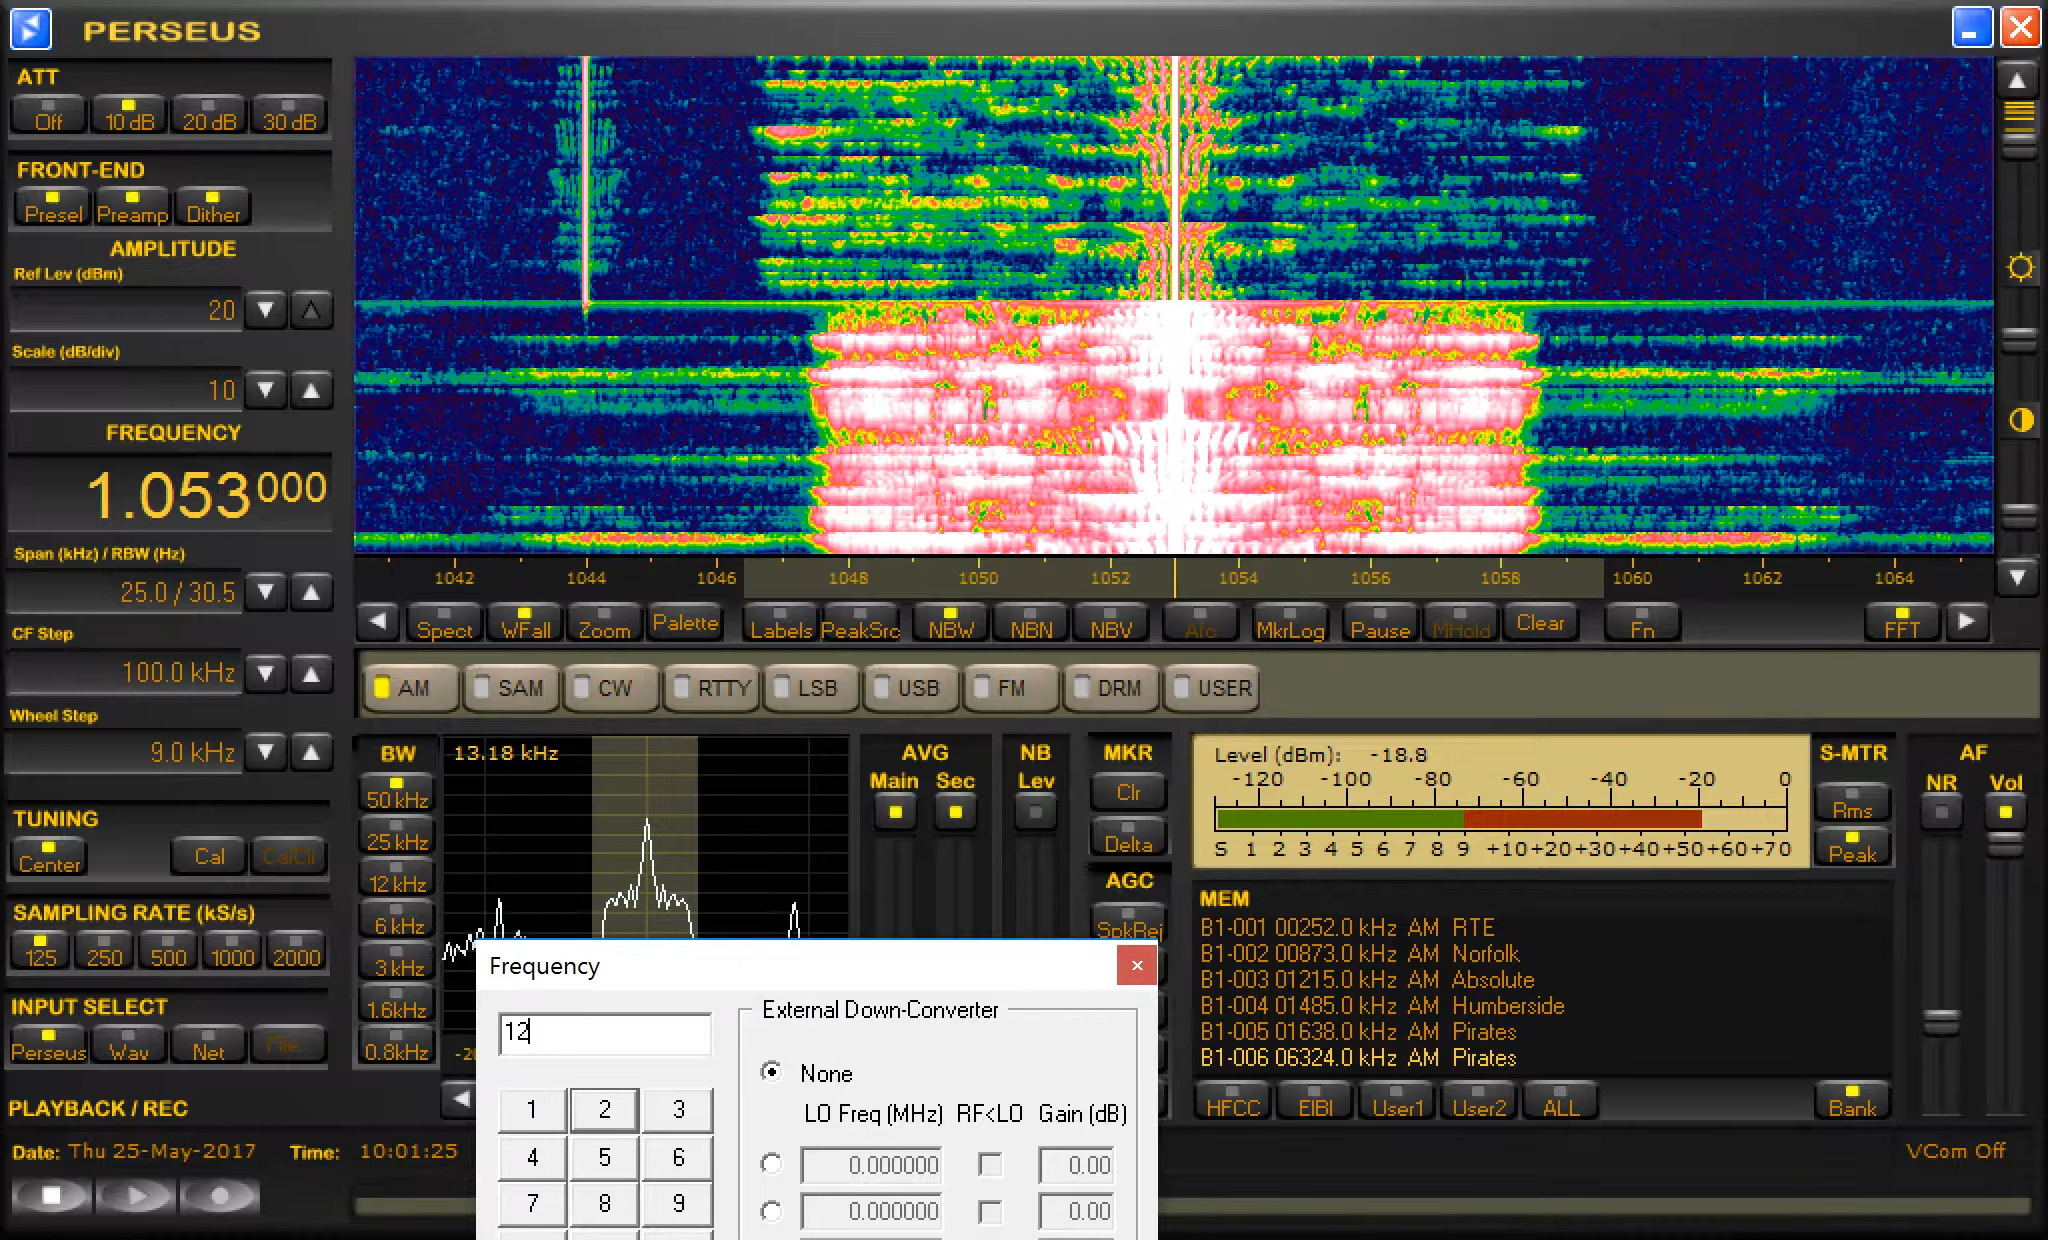 PERSEUS
ATT
Off 10 dB 20 dB 30 dB
FRONT-END
Presel Preamp Dither
AMPLITUDE
Ref Lev (dBm)
20
Scale (dB/div)
10
FREQUENCY
1.053000
Span (kHz) / RBW (Hz)
25.0 / 30.5
CF Step
100.0 kHz
Wheel Step
9.0 kHz
TUNING
Center Cal CalClr
SAMPLING RATE (kS/s)
125 250 500 1000 2000
INPUT SELECT
Perseus Wav Net File..
PLAYBACK / REC
Date: Thu 25-May-2017 Time: 10:01:25
1042 1044 1046 1048 1050 1052 1054 1056 1058 1060 1062 1064
Spect WFall Zoom Palette Labels PeakSrc NBW NBN NBV Afc MkrLog Pause MHold Clear Fn FFT
AM SAM CW RTTY LSB USB FM DRM USER
BW
50 kHz
25 kHz
12 kHz
6 kHz
3 kHz
1.6kHz
0.8kHz
13.18 kHz
-20
AVG
Main Sec
NB
Lev
MKR
Clr
Delta
AGC
SpkRej
Level (dBm): -18.8
-120 -100 -80 -60 -40 -20 0
S 1 2 3 4 5 6 7 8 9 +10+20+30+40+50+60+70
S-MTR
Rms
Peak
AF
NR Vol
MEM
B1-001 00252.0 kHz AM RTE
B1-002 00873.0 kHz AM Norfolk
B1-003 01215.0 kHz AM Absolute
B1-004 01485.0 kHz AM Humberside
B1-005 01638.0 kHz AM Pirates
B1-006 06324.0 kHz AM Pirates
HFCC EIBI User1 User2 ALL Bank
VCom Off
Frequency
12
1 2 3
4 5 6
7 8 9
External Down-Converter
None
LO Freq (MHz) RF<LO Gain (dB)
0.000000 0.00
0.000000 0.00